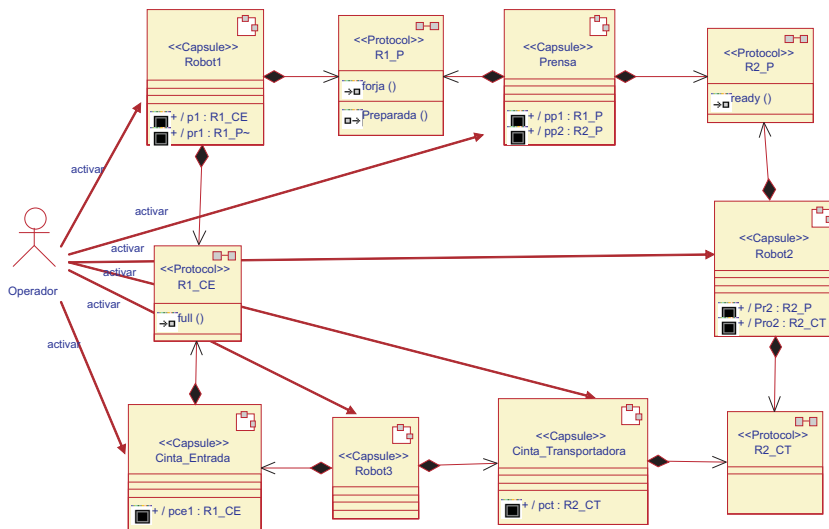 <<Capsule>>
Robot1
+ / p1 : R1_CE
+ / pr1 : R1_P~
<<Protocol>>
R1_P
forja ()
Preparada ()
<<Capsule>>
Prensa
+ / pp1 : R1_P
+ / pp2 : R2_P
<<Protocol>>
R2_P
ready ()
activar
activar
activar
activar
activar
activar
Operador
<<Protocol>>
R1_CE
full ()
<<Capsule>>
Robot2
+ / Pr2 : R2_P
+ / Pro2 : R2_CT
<<Capsule>>
Cinta_Entrada
+ / pce1 : R1_CE
<<Capsule>>
Robot3
<<Capsule>>
Cinta_Transportadora
+ / pct : R2_CT
<<Protocol>>
R2_CT